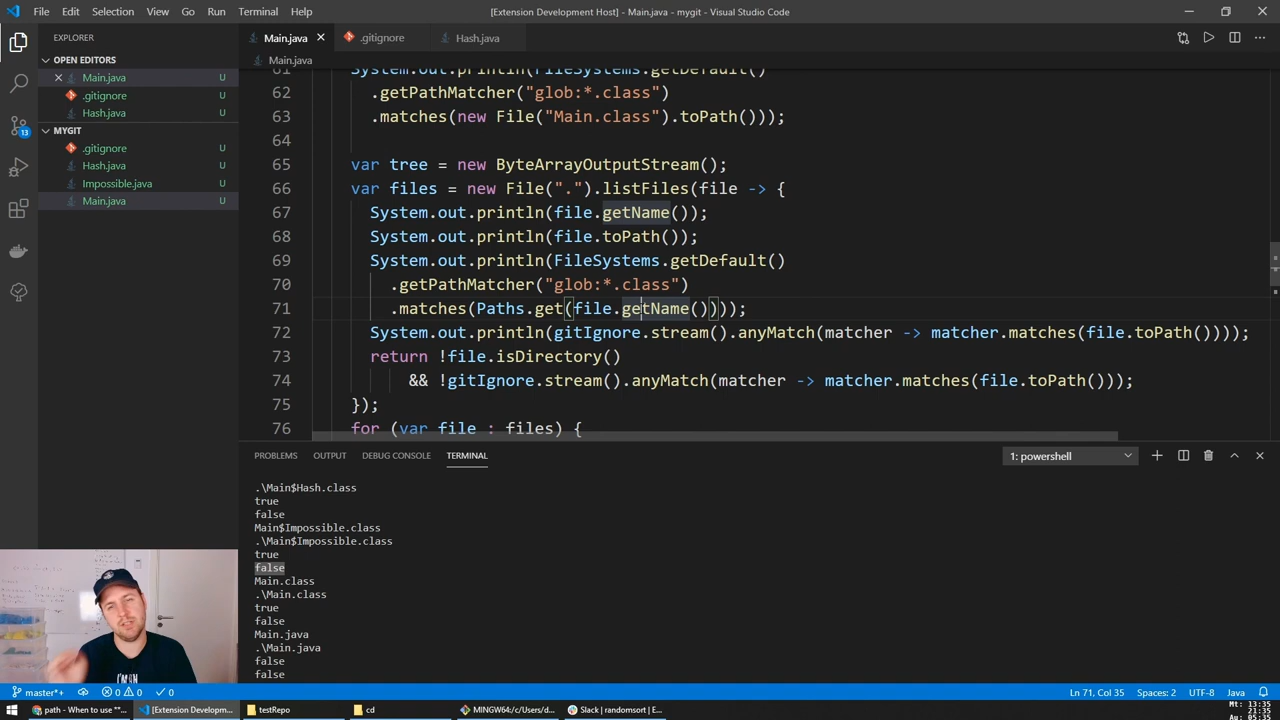 File Edit Selection View Go Run Terminal Help
[Extension Development Host] - Main.java - mygit - Visual Studio Code
EXPLORER
OPEN EDITORS
Main.java U
.gitignore U
Hash.java U
MYGIT
.gitignore U
Hash.java U
Impossible.java U
Main.java U
13
Main.java
.gitignore
Hash.java
Main.java
61 System.out.println(FileSystems.getDefault()
62 .getPathMatcher("glob:*.class")
63 .matches(new File("Main.class").toPath()));
64
65 var tree = new ByteArrayOutputStream();
66 var files = new File(".").listFiles(file -> {
67 System.out.println(file.getName());
68 System.out.println(file.toPath());
69 System.out.println(FileSystems.getDefault()
70 .getPathMatcher("glob:*.class")
71 .matches(Paths.get(file.getName())));
72 System.out.println(gitIgnore.stream().anyMatch(matcher -> matcher.matches(file.toPath())));
73 return !file.isDirectory()
74 && !gitIgnore.stream().anyMatch(matcher -> matcher.matches(file.toPath()));
75 });
76 for (var file : files) {
PROBLEMS OUTPUT DEBUG CONSOLE TERMINAL
1: powershell
.\Main$Hash.class
true
false
Main$Impossible.class
.\Main$Impossible.class
true
false
Main.class
.\Main.class
true
false
Main.java
.\Main.java
false
false
master*+ 0 0 0
Ln 71, Col 35 Spaces: 2 UTF-8 Java
path - When to use "...
[Extension Developm...
testRepo
cd
MINGW64:/c/Users/d...
Slack | randomsort | E...
Mt: 13:35